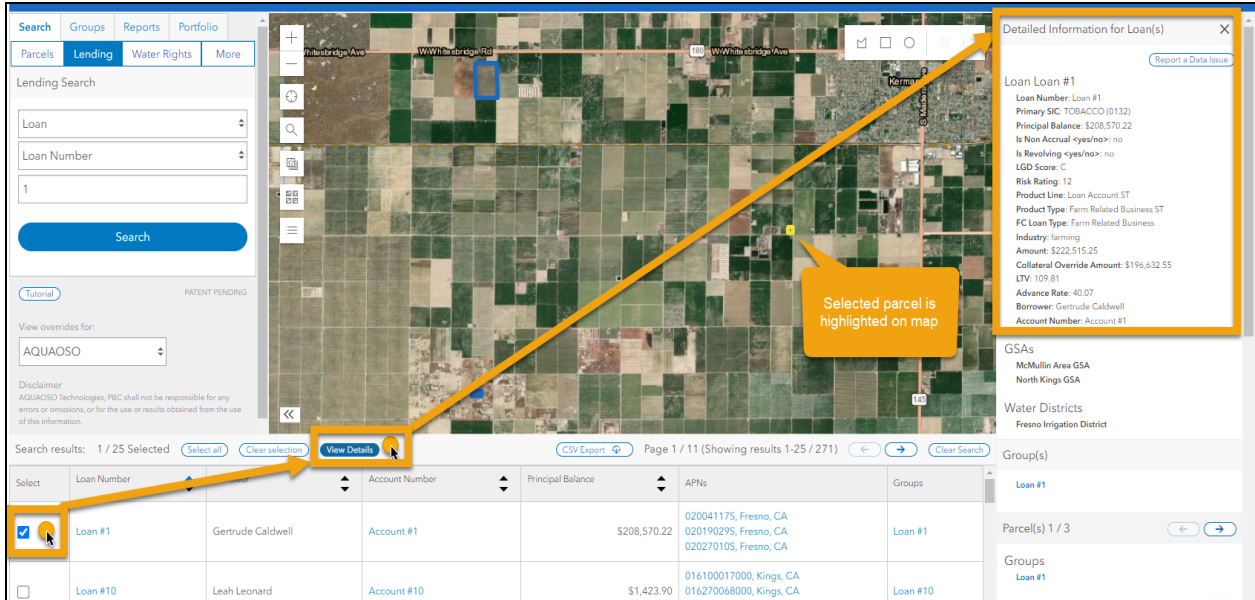 Search Groups Reports Portfolio
Parcels Lending Water Rights More
Lending Search
Loan
Loan Number
1
Search
Tutorial PATENT PENDING
View overrides for:
AQUAOSO
Disclaimer
AQUAOSO Technologies, PBC shall not be responsible for any
errors or omissions, or for the use or results obtained from the use
of this information.
W Whitesbridge Rd
180
W Whitesbridge Ave
145
Selected parcel is
highlighted on map
Detailed Information for Loan(s)
Report a Data Issue
Loan Loan #1
Loan Number: Loan #1
Primary SIC: TOBACCO (0132)
Principal Balance: $208,570.22
Is Non Accrual <yes/no>: no
Is Revolving <yes/no>: no
LGD Score: C
Risk Rating: 12
Product Line: Loan Account ST
Product Type: Farm Related Business ST
FC Loan Type: Farm Related Business
Industry: farming
Amount: $222,515.25
Collateral Override Amount: $196,632.55
LTV: 109.81
Advance Rate: 40.07
Borrower: Gertrude Caldwell
Account Number: Account #1
GSAs
McMullin Area GSA
North Kings GSA
Water Districts
Fresno Irrigation District
Group(s)
Loan #1
Parcel(s) 1 / 3
Groups
Loan #1
Search results: 1 / 25 Selected Select all Clear selection View Details CSV Export Page 1 / 11 (Showing results 1-25 / 271) Clear Search
Select Loan Number Account Number Principal Balance APNs Groups
Loan #1 Gertrude Caldwell Account #1 $208,570.22 02004117S, Fresno, CA Loan #1
02019029S, Fresno, CA
02027010S, Fresno, CA
Loan #10 Leah Leonard Account #10 $1,423.90 016100017000, Kings, CA Loan #10
016270068000, Kings, CA